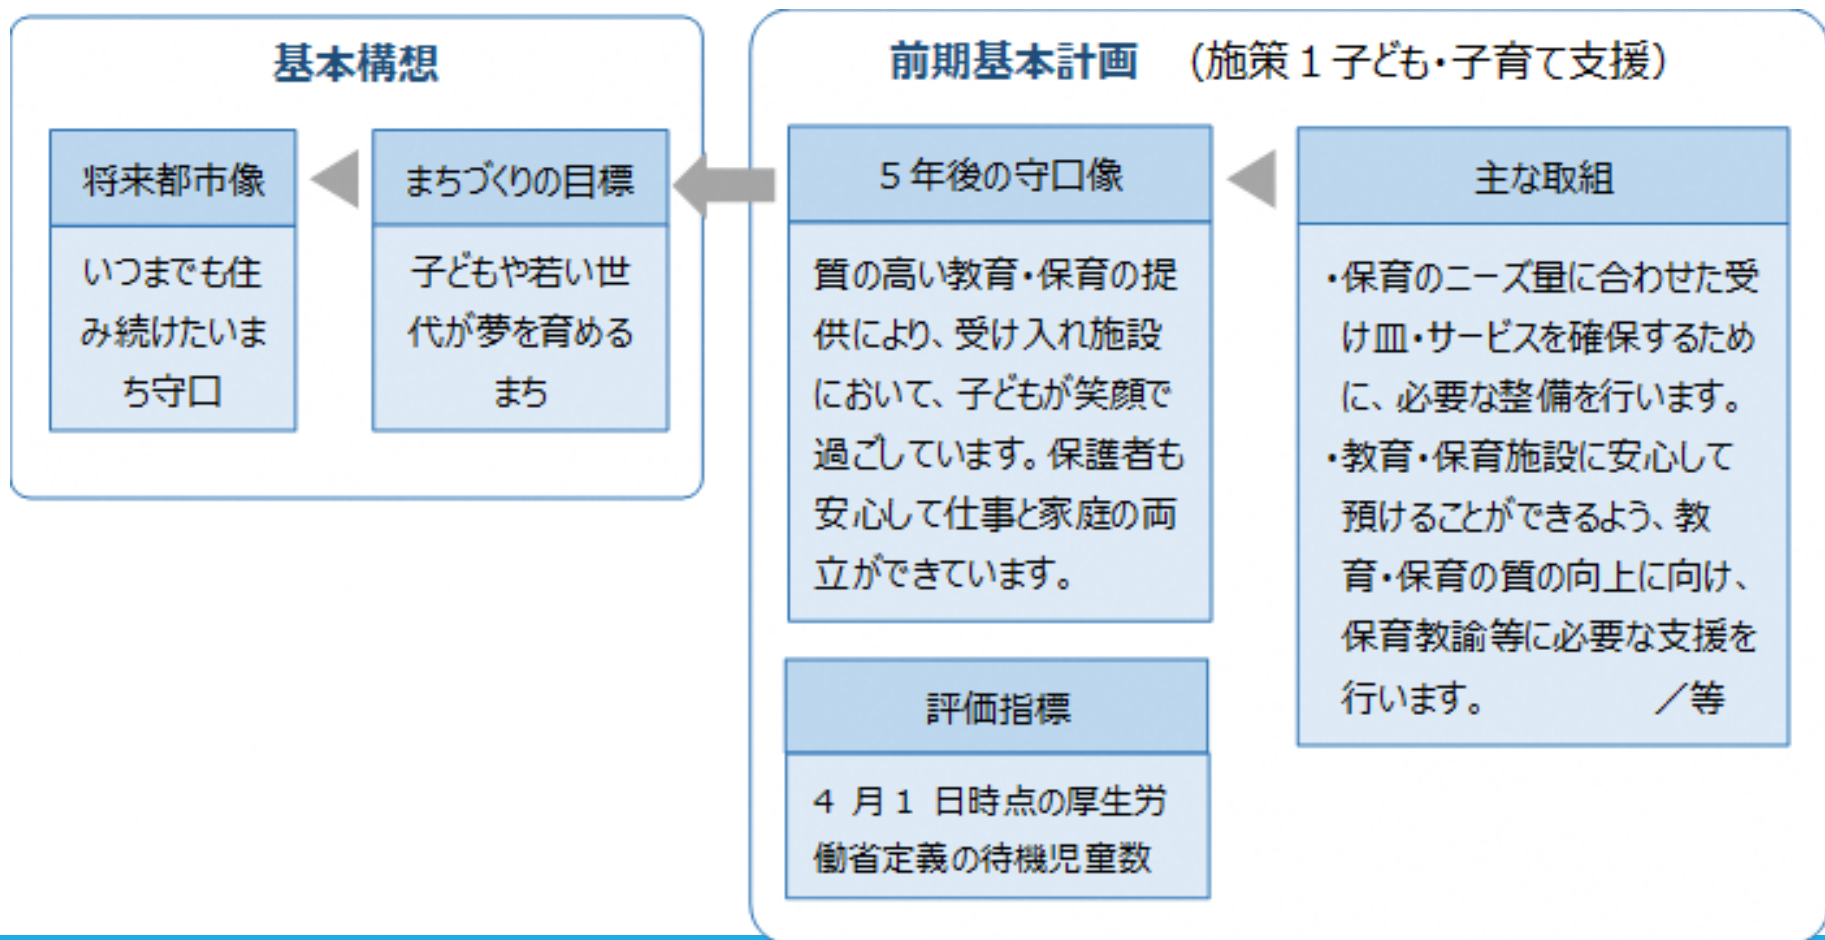 基本構想
将来都市像
いつまでも住
み続けたいま
ち守口
まちづくりの目標
子どもや若い世
代が夢を育める
まち
前期基本計画 (施策1子ども・子育て支援)
5年後の守口像
質の高い教育・保育の提
供により、受け入れ施設
において、子どもが笑顔で
過ごしています。保護者も
安心して仕事と家庭の両
立ができています。
評価指標
4 月1 日時点の厚生労
働省定義の待機児童数
主な取組
・保育のニーズ量に合わせた受
け皿・サービスを確保するため
に、必要な整備を行います。
・教育・保育施設に安心して
預けることができるよう、教
育・保育の質の向上に向け、
保育教諭等に必要な支援を
行います。 /等